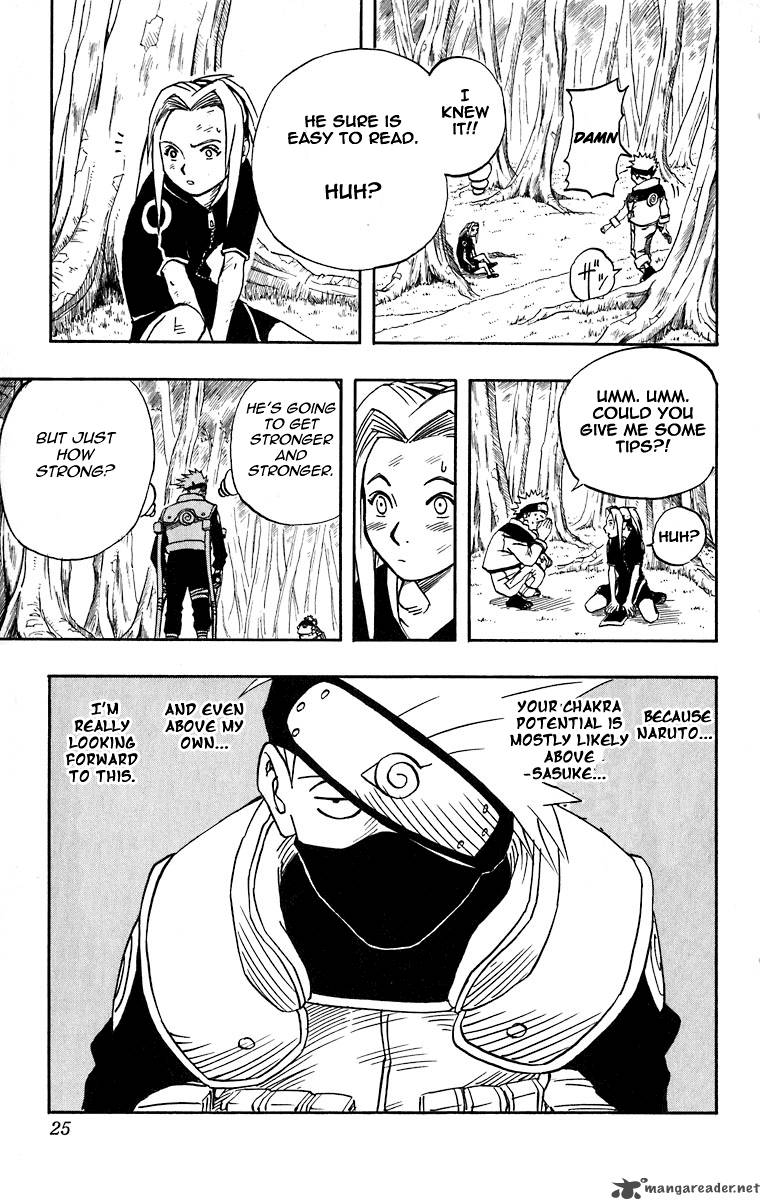 DAMN
ザッ
I
KNEW
IT!!
HE SURE IS
EASY TO READ.
HUH?
UMM. UMM.
COULD YOU
GIVE ME SOME
TIPS?!
HUH?
HE'S GOING
TO GET
STRONGER
AND
STRONGER.
BUT JUST
HOW
STRONG?
BECAUSE
NARUTO...
YOUR CHAKRA
POTENTIAL IS
MOSTLY LIKELY
ABOVE
-SASUKE...
AND EVEN
ABOVE MY
OWN...
I'M
REALLY
LOOKING
FORWARD
TO THIS.
25
mangareader.net